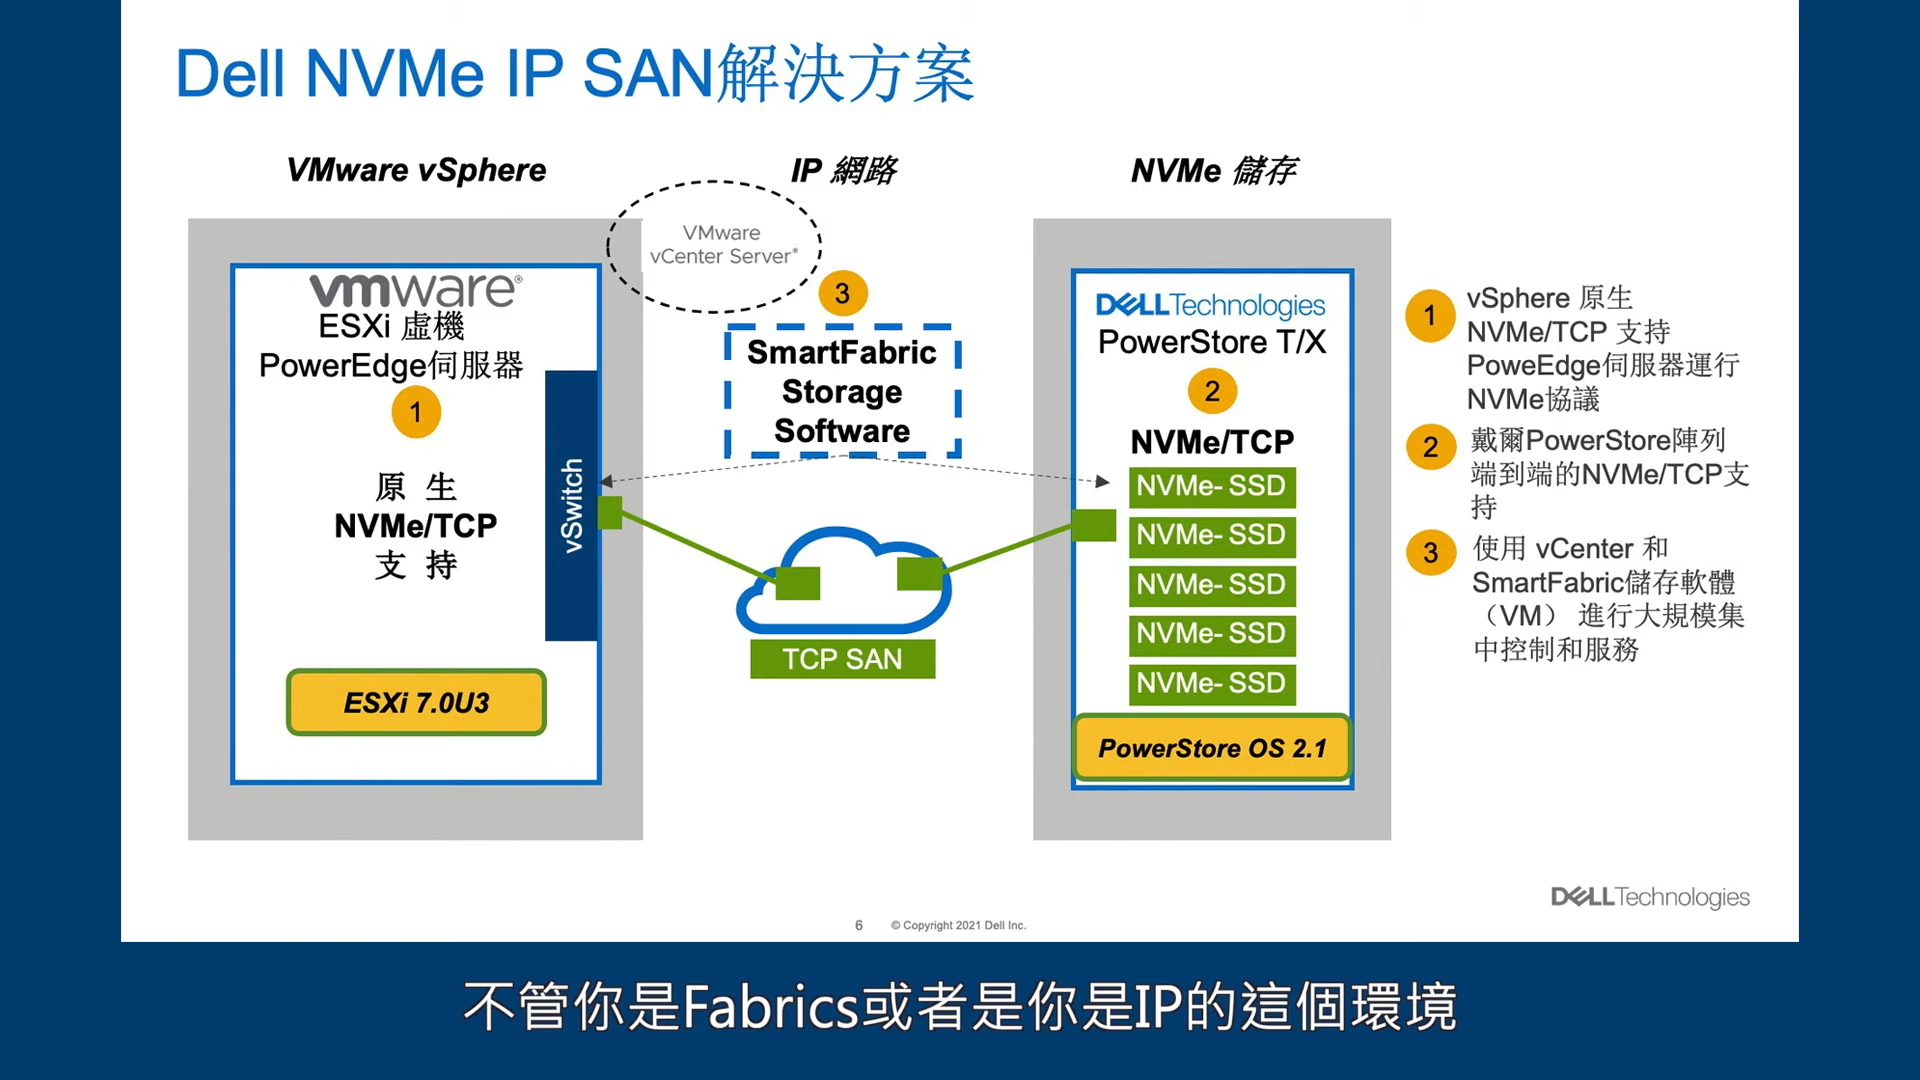 Dell NVMe IP SAN解決方案
VMware vSphere
IP 網路
NVMe 儲存
VMware
vCenter Server®
vmware®
ESXi 虛機
PowerEdge伺服器
1
原 生
NVMe/TCP
支 持
vSwitch
ESXi 7.0U3
3
SmartFabric
Storage
Software
TCP SAN
DELLTechnologies
PowerStore T/X
2
NVMe/TCP
NVMe- SSD
NVMe- SSD
NVMe- SSD
NVMe- SSD
NVMe- SSD
PowerStore OS 2.1
1
vSphere 原生
NVMe/TCP 支持
PoweEdge伺服器運行
NVMe協議
2
戴爾PowerStore陣列
端到端的NVMe/TCP支
持
3
使用 vCenter 和
SmartFabric儲存軟體
（VM） 進行大規模集
中控制和服務
DELLTechnologies
6 © Copyright 2021 Dell Inc.
不管你是Fabrics或者是你是IP的這個環境